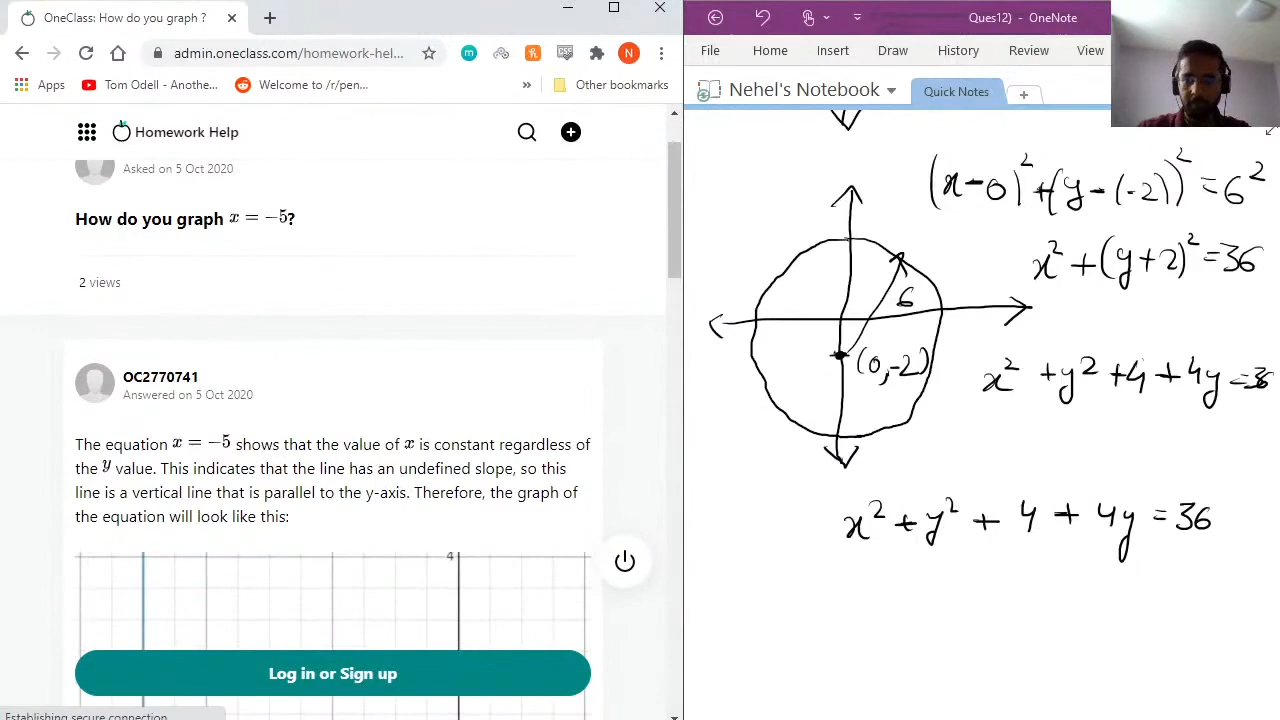 OneClass: How do you graph ?
admin.oneclass.com/homework-hel...
N
Apps
Tom Odell - Anothe...
Welcome to /r/pen...
»
Other bookmarks
Homework Help
Asked on 5 Oct 2020
How do you graph x = −5?
2 views
OC2770741
Answered on 5 Oct 2020
The equation x = −5 shows that the value of x is constant regardless of
the y value. This indicates that the line has an undefined slope, so this
line is a vertical line that is parallel to the y-axis. Therefore, the graph of
the equation will look like this:
4
Log in or Sign up
Establishing secure connection...
Ques12) - OneNote
File Home Insert Draw History Review View
Nehel's Notebook
Quick Notes
(x-0)² + (y-(-2))² = 6²
x² + (y+2)² = 36
6
(0,-2)
x² + y² + 4 + 4y = 36
x² + y² + 4 + 4y = 36